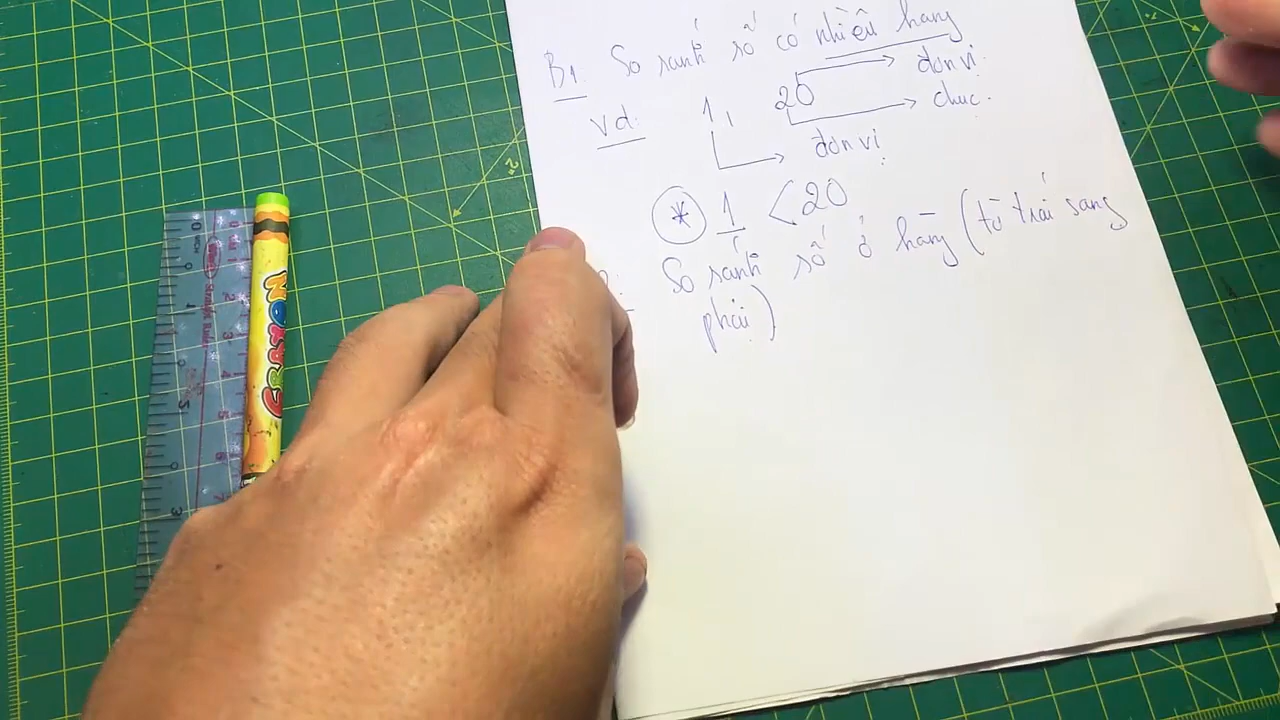 B1: So sánh số có nhiều hàng
vd: 1, 20 đơn vị
chục.
đơn vị
* 1 < 20
So sánh số ở hàng (từ trái sang
phải)